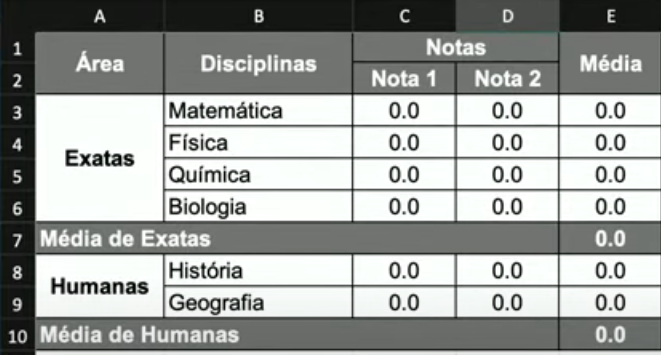 A B C D E
1 Área Disciplinas Notas Média
2 Nota 1 Nota 2
3 Exatas Matemática 0.0 0.0 0.0
4 Física 0.0 0.0 0.0
5 Química 0.0 0.0 0.0
6 Biologia 0.0 0.0 0.0
7 Média de Exatas 0.0
8 Humanas História 0.0 0.0 0.0
9 Geografia 0.0 0.0 0.0
10 Média de Humanas 0.0